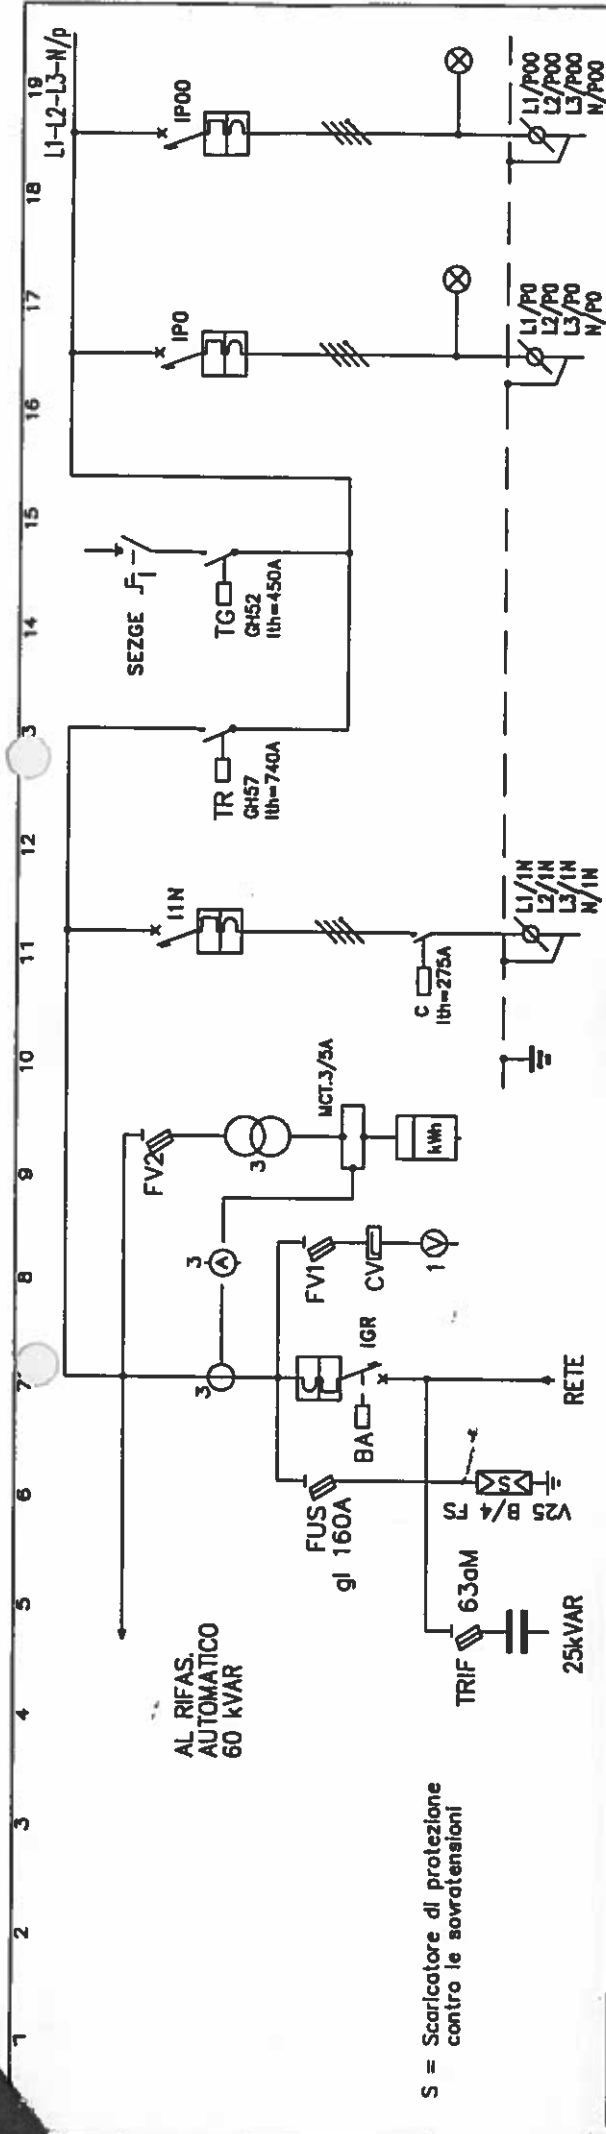 1 2 3 4 5 6 7 8 9 10 11 12 3 14 15 16 17 18 19
L1-L2-L3-N/p
AL RIFAS.
AUTOMATICO
60 kVAR
S = Scaricatore di protezione
contro le sovratensioni
TRIF
63aM
25kVAR
FUS
gl 160A
V25 B/4 FS
S
BA
IGR
RETE
3
3
A
FV1
CV
1
V
FV2
3
MCT.3/5A
kWh
I1N
C
Ith=275A
L1/1N
L2/1N
L3/1N
N/1N
TR
GH57
Ith=740A
SEZGE
TG
GH52
Ith=450A
IP0
L1/P0
L2/P0
L3/P0
N/P0
IP00
L1/P00
L2/P00
L3/P00
N/P00